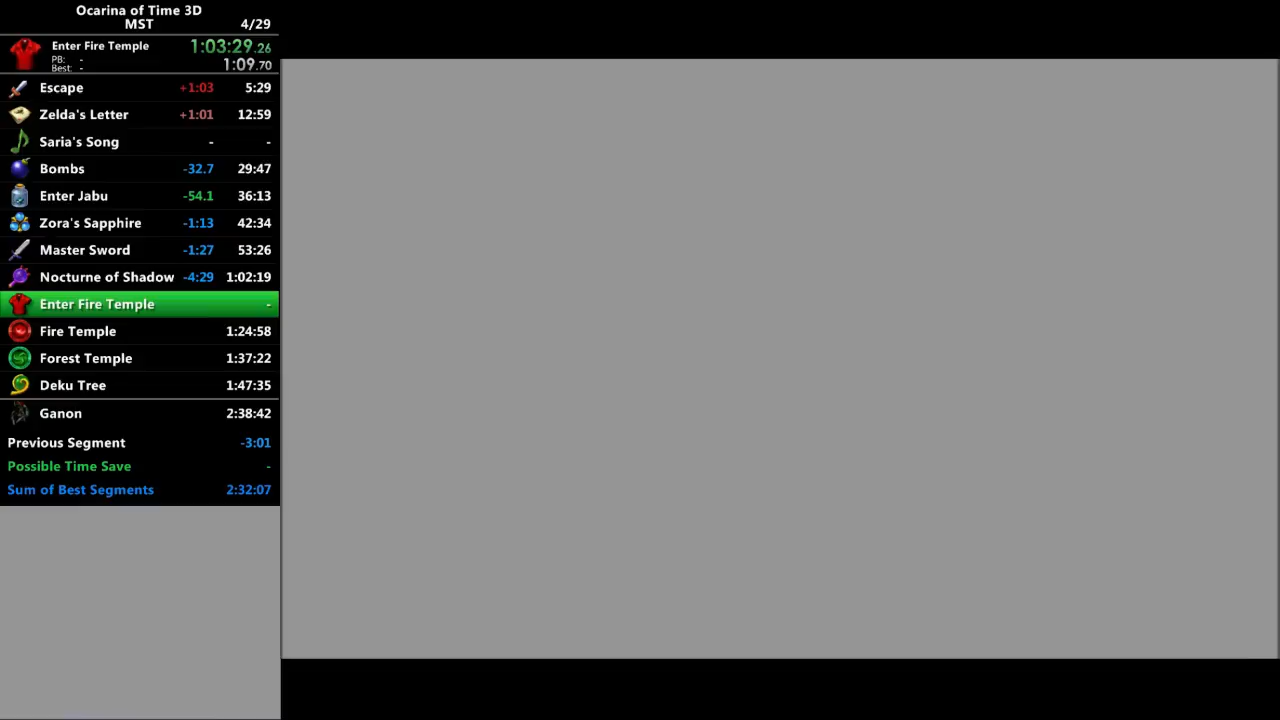 Ocarina of Time 3D
MST 4/29
Enter Fire Temple 1:03:29.26
PB: -
Best: - 1:09.70
Escape +1:03 5:29
Zelda's Letter +1:01 12:59
Saria's Song - -
Bombs -32.7 29:47
Enter Jabu -54.1 36:13
Zora's Sapphire -1:13 42:34
Master Sword -1:27 53:26
Nocturne of Shadow -4:29 1:02:19
Enter Fire Temple -
Fire Temple 1:24:58
Forest Temple 1:37:22
Deku Tree 1:47:35
Ganon 2:38:42
Previous Segment -3:01
Possible Time Save -
Sum of Best Segments 2:32:07